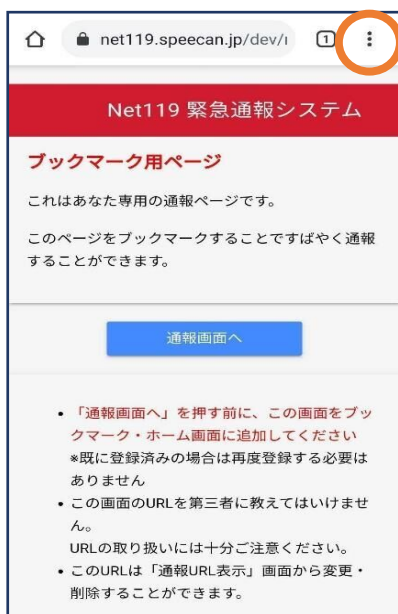 net119.speecan.jp/dev/
1
Net119 緊急通報システム
ブックマーク用ページ
これはあなた専用の通報ページです。
このページをブックマークすることですばやく通報
することができます。
通報画面へ
• 「通報画面へ」を押す前に、この画面をブッ
クマーク・ホーム画面に追加してください
*既に登録済みの場合は再度登録する必要は
ありません
• この画面のURLを第三者に教えてはいけませ
ん。
URLの取り扱いには十分ご注意ください。
• このURLは「通報URL表示」画面から変更・
削除することができます。